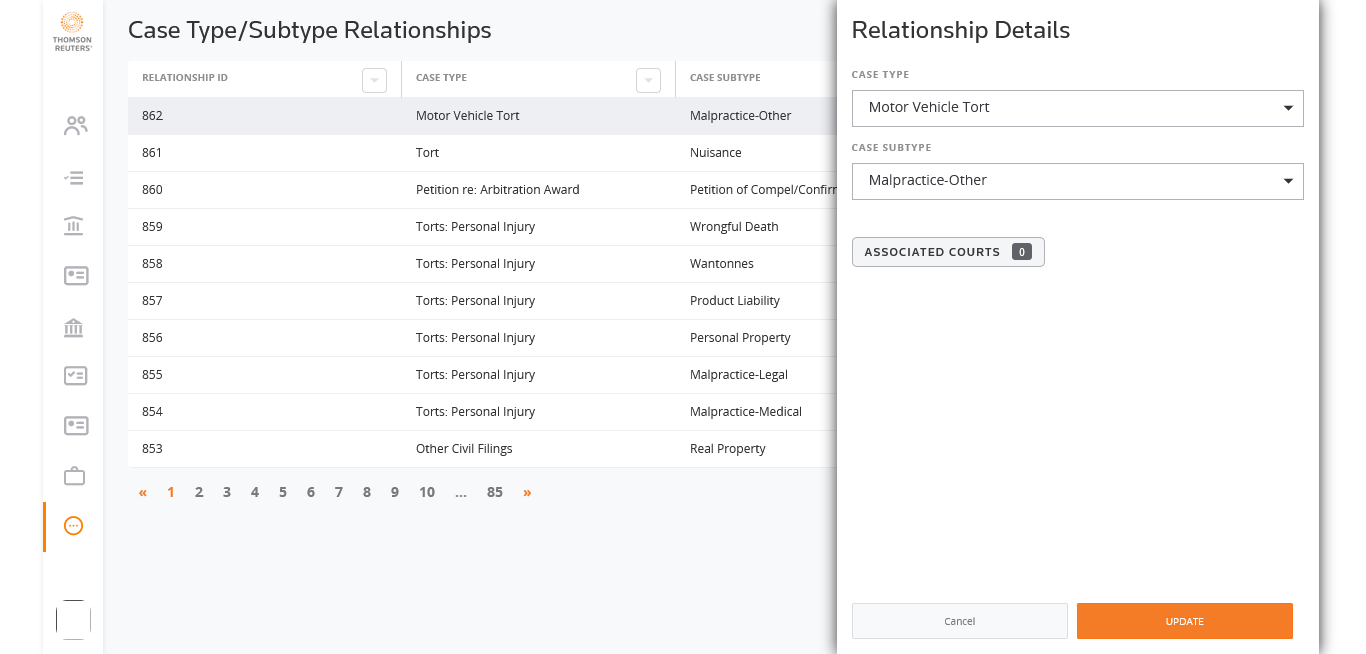 THOMSON
REUTERS
Case Type/Subtype Relationships
RELATIONSHIP ID CASE TYPE CASE SUBTYPE
862 Motor Vehicle Tort Malpractice-Other
861 Tort Nuisance
860 Petition re: Arbitration Award Petition of Compel/Confir
859 Torts: Personal Injury Wrongful Death
858 Torts: Personal Injury Wantonnes
857 Torts: Personal Injury Product Liability
856 Torts: Personal Injury Personal Property
855 Torts: Personal Injury Malpractice-Legal
854 Torts: Personal Injury Malpractice-Medical
853 Other Civil Filings Real Property
« 1 2 3 4 5 6 7 8 9 10 ... 85 »
Relationship Details
CASE TYPE
Motor Vehicle Tort
CASE SUBTYPE
Malpractice-Other
ASSOCIATED COURTS 0
Cancel UPDATE